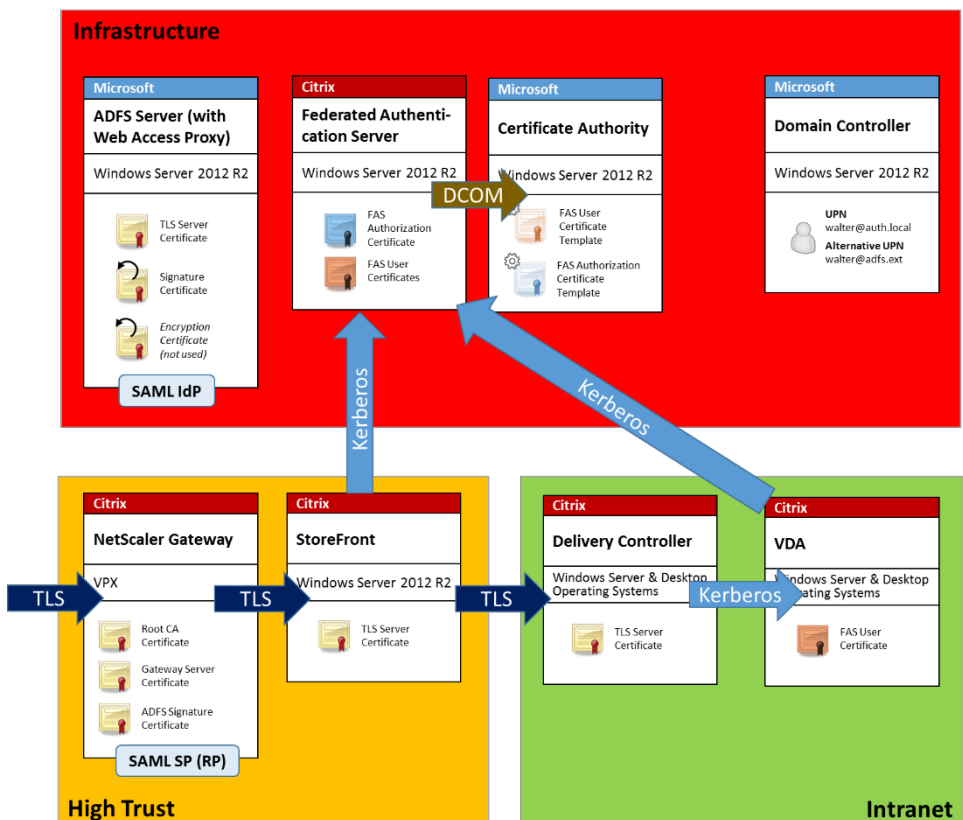 Infrastructure
Microsoft
ADFS Server (with
Web Access Proxy)
Windows Server 2012 R2
TLS Server
Certificate
Signature
Certificate
Encryption
Certificate
(not used)
SAML IdP
Citrix
Federated Authenti-
cation Server
Windows Server 2012 R2
FAS
Authorization
Certificate
FAS User
Certificates
DCOM
Microsoft
Certificate Authority
Windows Server 2012 R2
FAS User
Certificate
Template
FAS Authorization
Certificate
Template
Microsoft
Domain Controller
Windows Server 2012 R2
UPN
walter@auth.local
Alternative UPN
walter@adfs.ext
Kerberos
Kerberos
TLS
Citrix
NetScaler Gateway
VPX
Root CA
Certificate
Gateway Server
Certificate
ADFS Signature
Certificate
SAML SP (RP)
TLS
Citrix
StoreFront
Windows Server 2012 R2
TLS Server
Certificate
High Trust
TLS
Citrix
Delivery Controller
Windows Server & Desktop
Operating Systems
TLS Server
Certificate
Kerberos
Citrix
VDA
Windows Server & Desktop
Operating Systems
FAS User
Certificate
Intranet